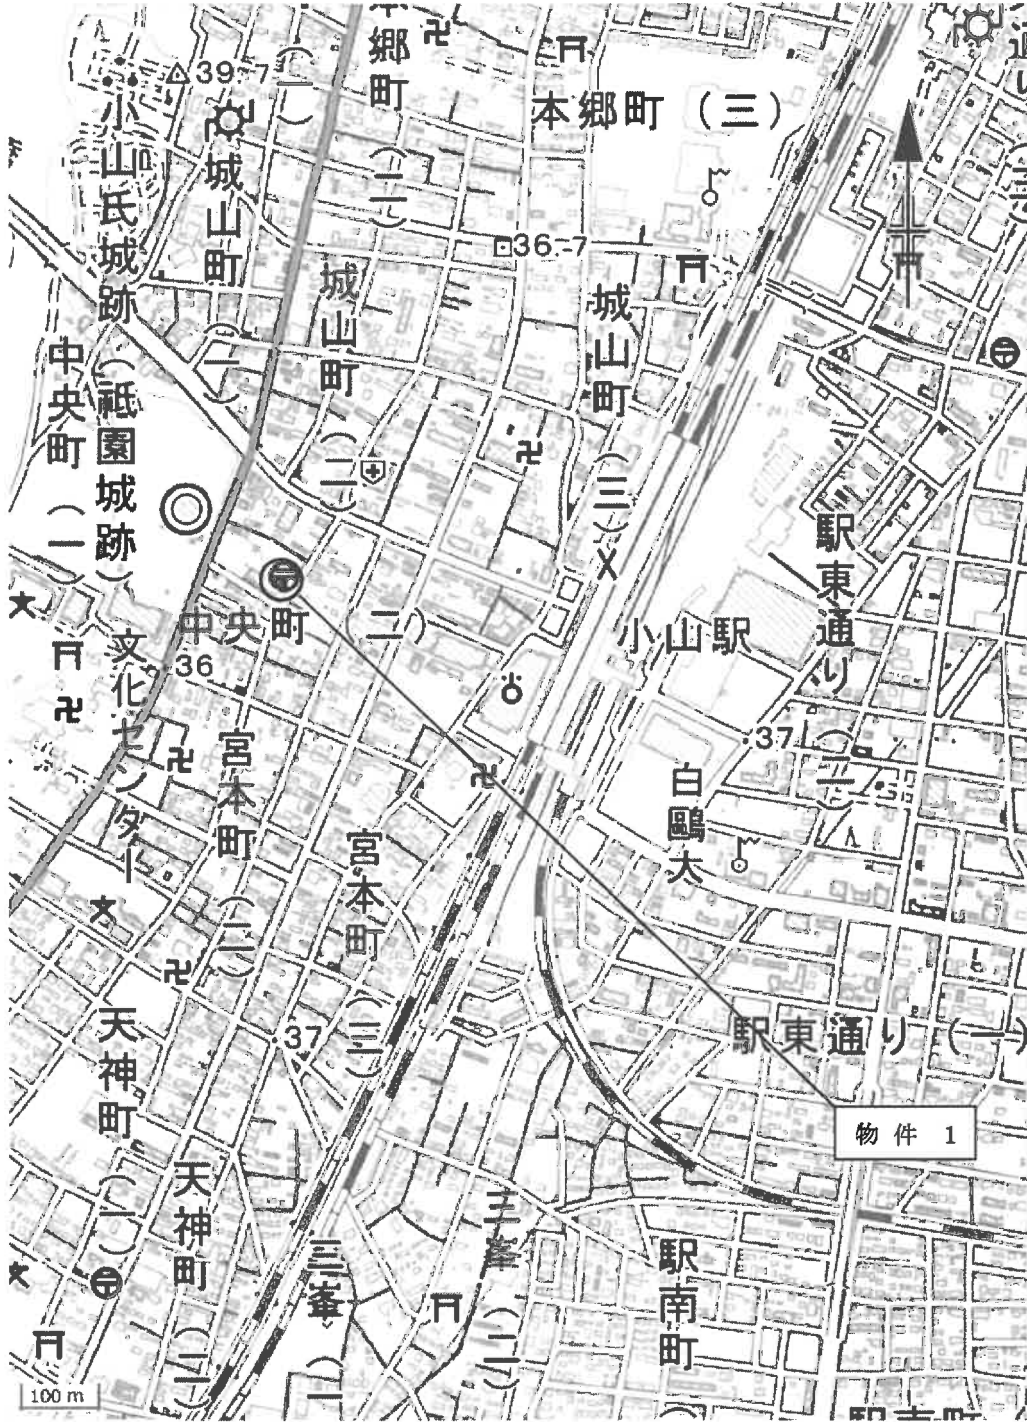 本郷町
(二)
本郷町 (三)
通り
39.7
小山氏城跡 (祗園城跡)
城山町
(一)
36.7
城山町
(二)
城山町
(三)
中央町
(一)
駅東通り
(二)
中央町
二)
小山駅
36
文化センター
37
宮本町
(二)
白鷗大
宮本町
(三)
37
駅東通り (一)
天神町
(一)
物件 1
天神町
(二)
三峯
(一
三峯
(二)
駅南町
100 m